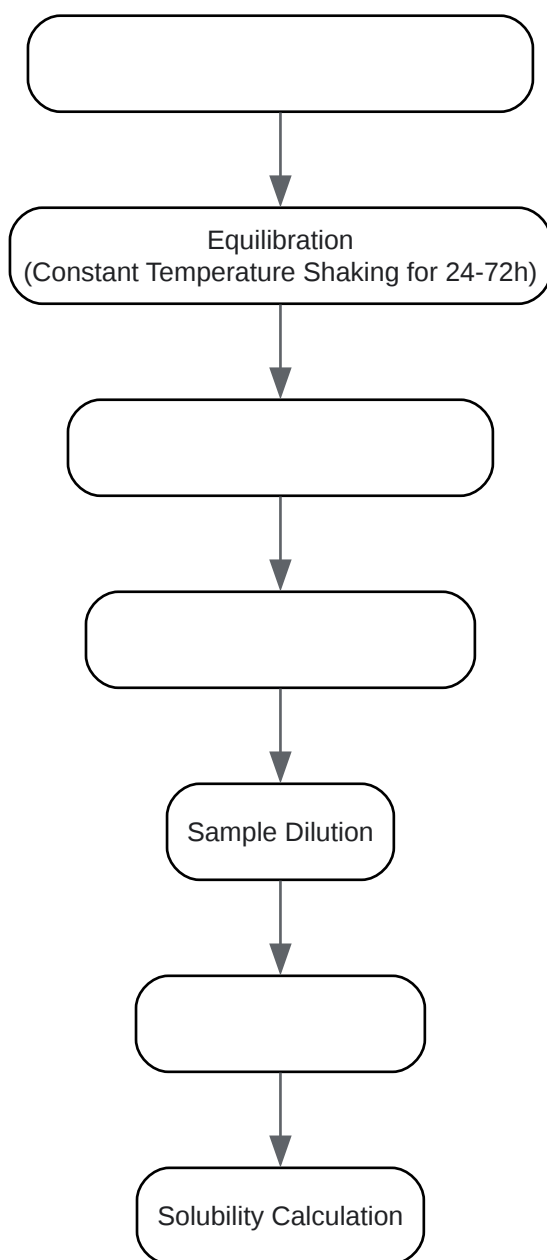 Equilibration
(Constant Temperature Shaking for 24-72h)
Sample Dilution
Solubility Calculation